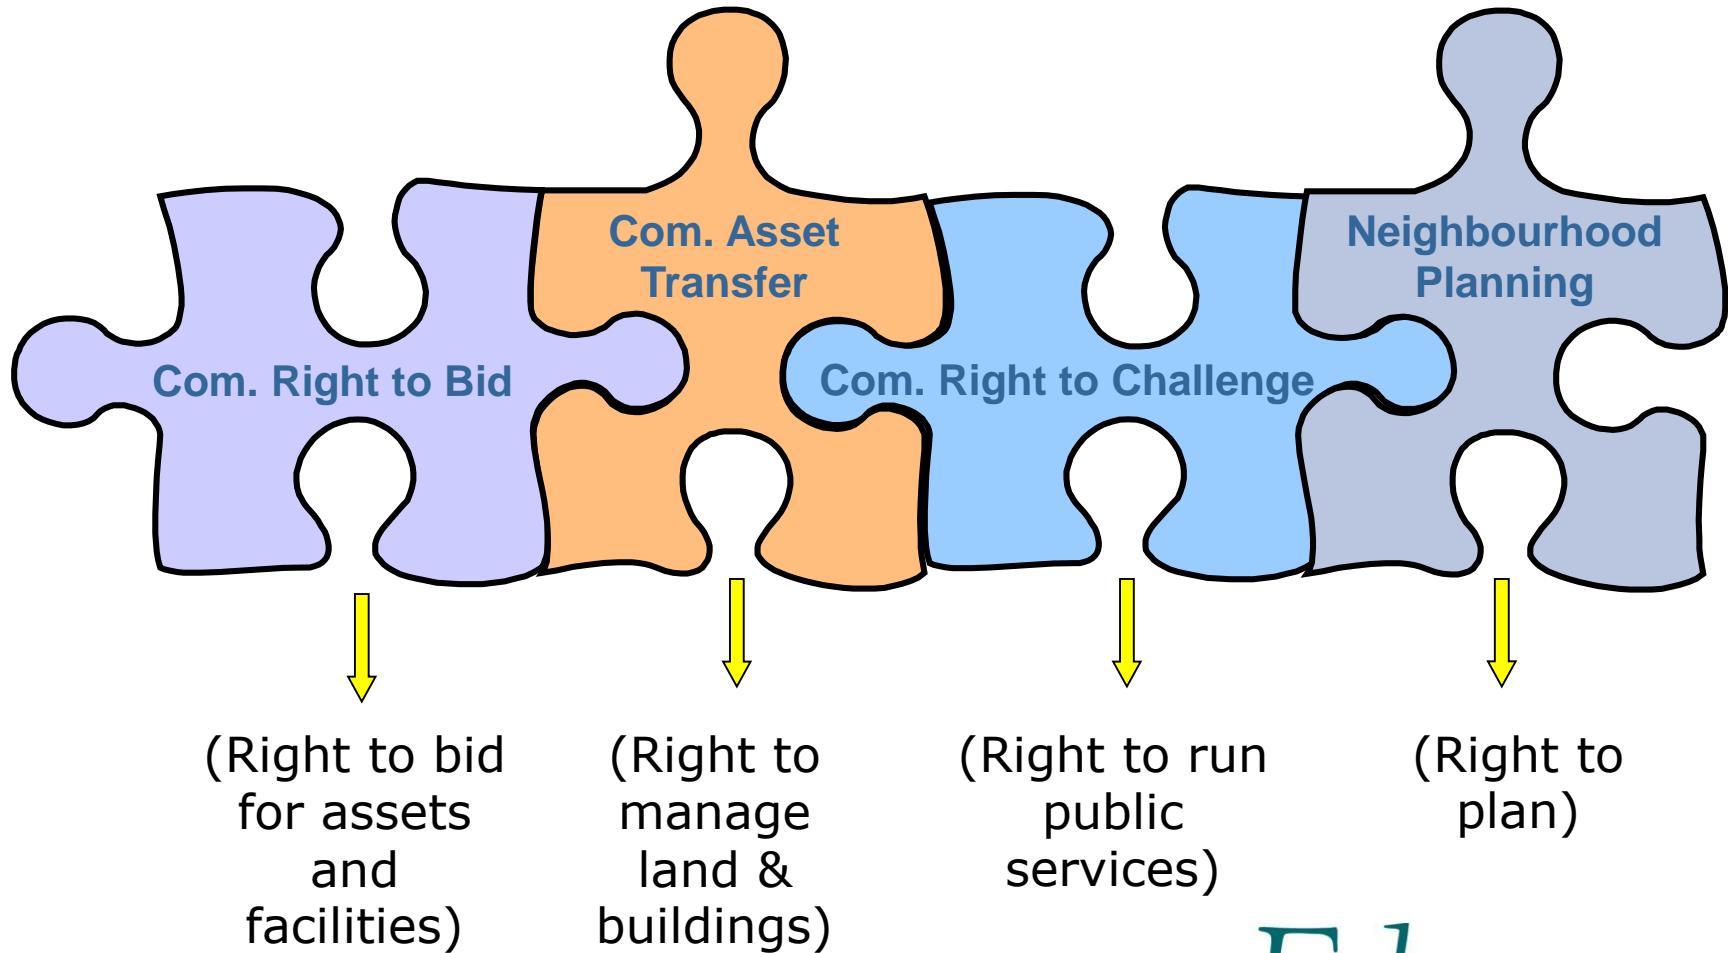 Com. Asset
Transfer
Neighbourhood
Planning
Com. Right to Bid
Com. Right to Challenge
(Right to bid
for assets
and
facilities)
(Right to
manage
land &
buildings)
(Right to run
public
services)
(Right to
plan)